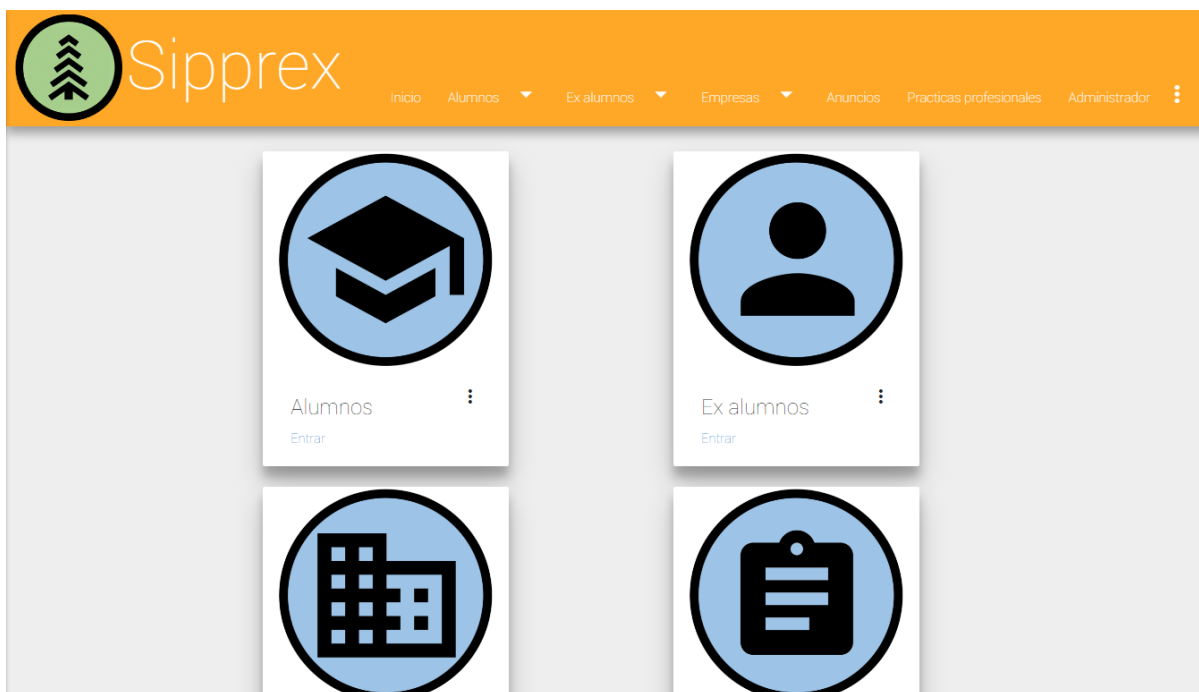 Sipprex
Inicio Alumnos Ex alumnos Empresas Anuncios Practicas profesionales Administrador
Alumnos
Entrar
Ex alumnos
Entrar